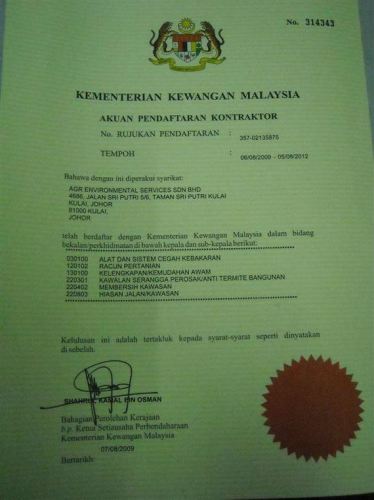 No. 314343
KEMENTERIAN KEWANGAN MALAYSIA
AKUAN PENDAFTARAN KONTRAKTOR
No. RUJUKAN PENDAFTARAN : 357-02135875
TEMPOH : 06/08/2009 - 05/08/2012
Bahawa dengan ini diperakui syarikat:
AGR ENVIRONMENTAL SERVICES SDN BHD
4686, JALAN SRI PUTRI 5/6, TAMAN SRI PUTRI KULAI
KULAI, JOHOR
81000 KULAI,
JOHOR
telah berdaftar dengan Kementerian Kewangan Malaysia dalam bidang
bekalan/perkhidmatan di bawah kepala dan sub-kepala berikut:
030100 ALAT DAN SISTEM CEGAH KEBAKARAN
120102 RACUN PERTANIAN
130100 KELENGKAPAN/KEMUDAHAN AWAM
220301 KAWALAN SERANGGA PEROSAK/ANTI TERMITE BANGUNAN
220402 MEMBERSIH KAWASAN
220803 HIASAN JALAN/KAWASAN
Kelulusan ini adalah tertakluk kepada syarat-syarat seperti dinyatakan
di sebelah.
SHAHRUL KAMAL BIN OSMAN
Bahagian Perolehan Kerajaan
b.p. Ketua Setiausaha Perbendaharaan
Kementerian Kewangan Malaysia
07/08/2009
Bertarikh: